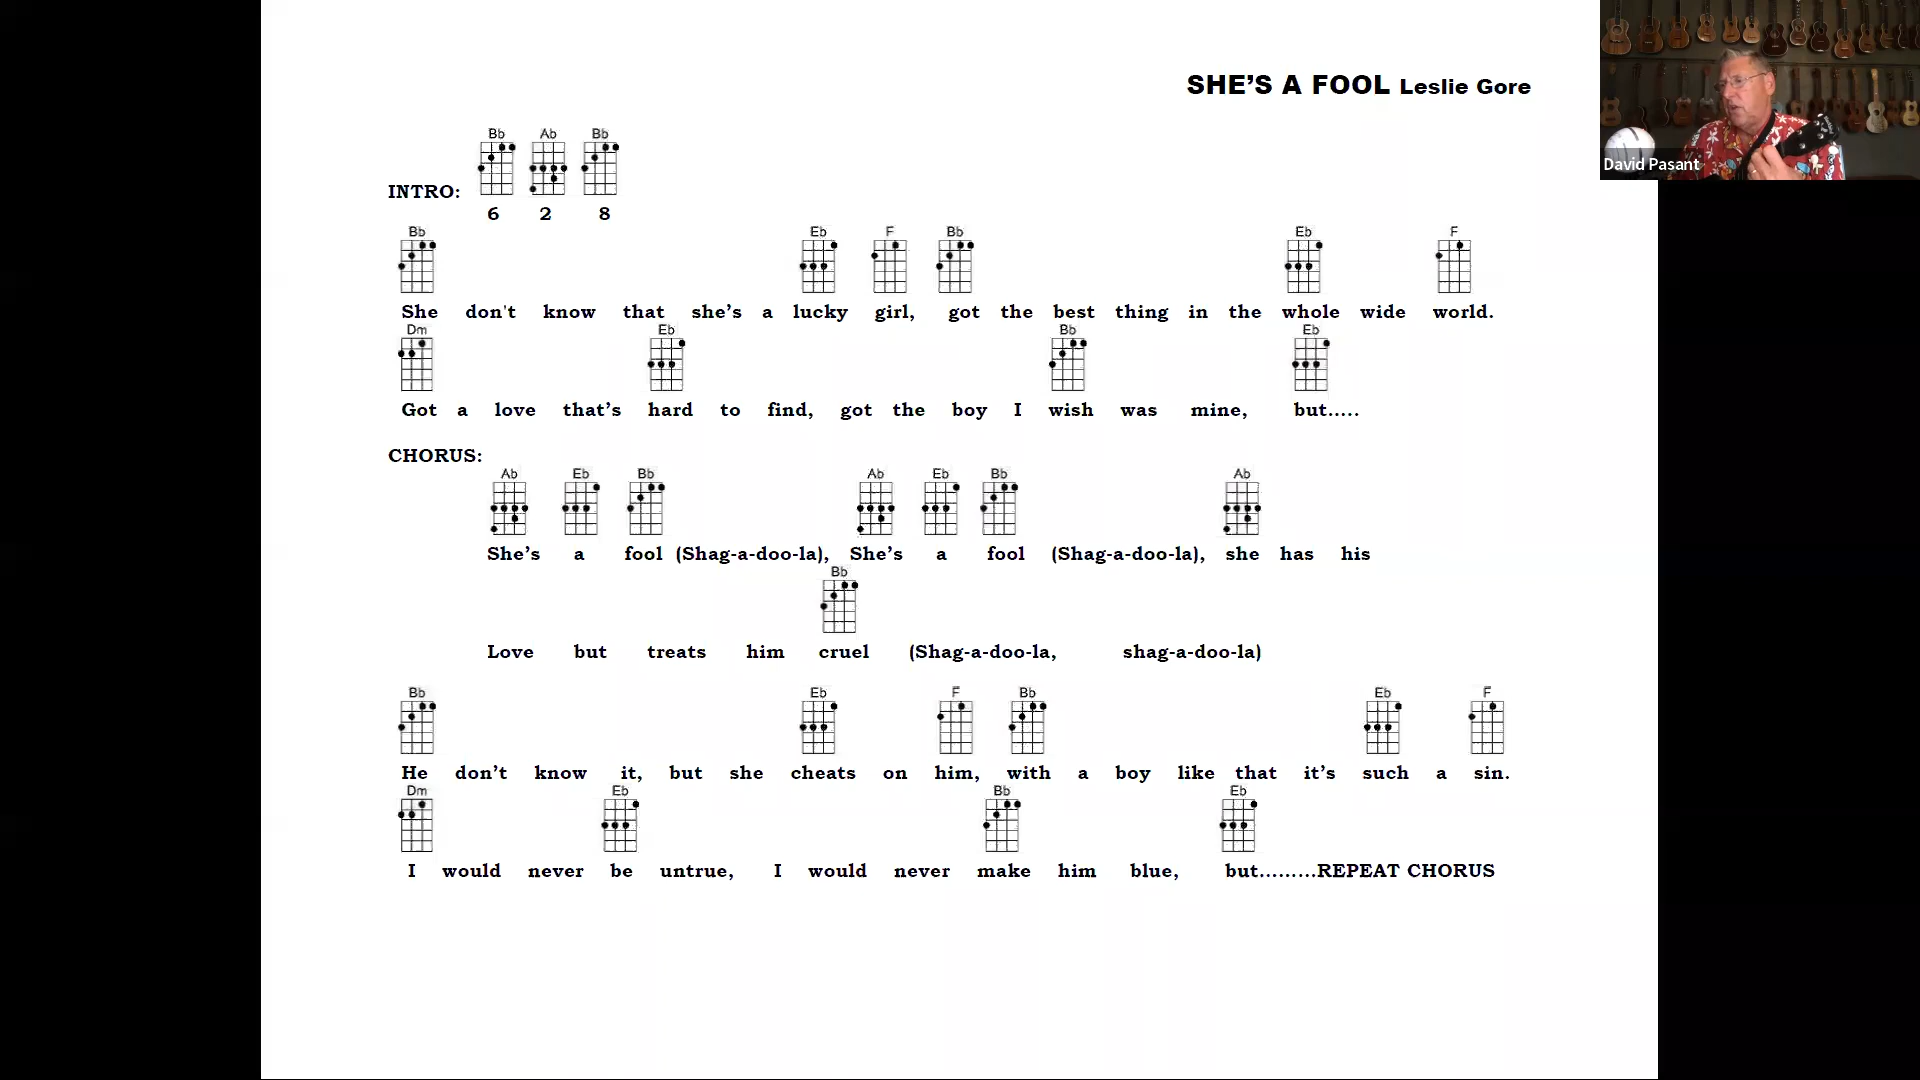 SHE'S A FOOL Leslie Gore
David Pasant
Bb Ab Bb
INTRO:
6 2 8
Bb Eb F Bb Eb F
She don't know that she's a lucky girl, got the best thing in the whole wide world.
Dm Eb Bb Eb
Got a love that's hard to find, got the boy I wish was mine, but.....
CHORUS:
Ab Eb Bb Ab Eb Bb Ab
She's a fool (Shag-a-doo-la), She's a fool (Shag-a-doo-la), she has his
Bb
Love but treats him cruel (Shag-a-doo-la, shag-a-doo-la)
Bb Eb F Bb Eb F
He don't know it, but she cheats on him, with a boy like that it's such a sin.
Dm Eb Bb Eb
I would never be untrue, I would never make him blue, but.........REPEAT CHORUS